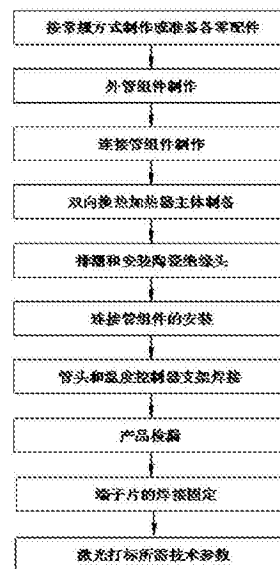 按常规方式制作或准备各零配件
外管组件制作
连接管组件制作
双向换热加热器主体制备
排潮和安装陶瓷绝缘头
连接管组件的安装
管头和温度控制器支架焊接
产品检漏
端子片的焊接固定
激光打标所需技术参数